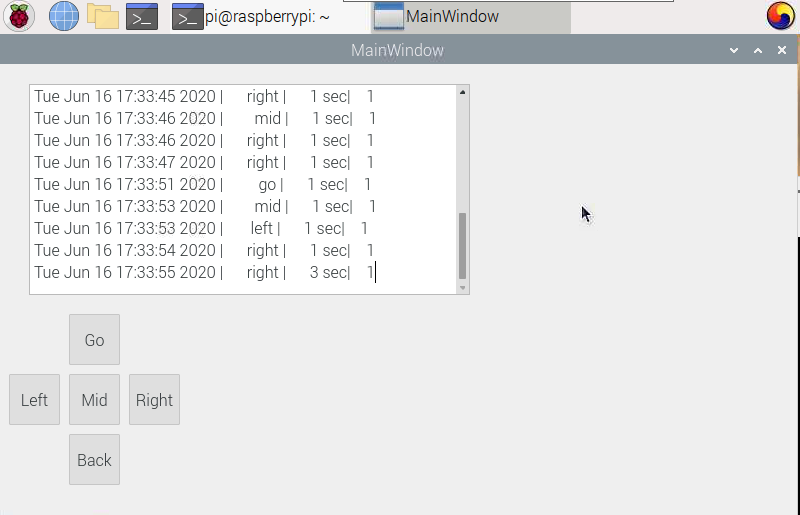 pi@raspberrypi: ~ MainWindow
MainWindow
Tue Jun 16 17:33:45 2020 | right | 1 sec| 1
Tue Jun 16 17:33:46 2020 | mid | 1 sec| 1
Tue Jun 16 17:33:46 2020 | right | 1 sec| 1
Tue Jun 16 17:33:47 2020 | right | 1 sec| 1
Tue Jun 16 17:33:51 2020 | go | 1 sec| 1
Tue Jun 16 17:33:53 2020 | mid | 1 sec| 1
Tue Jun 16 17:33:53 2020 | left | 1 sec| 1
Tue Jun 16 17:33:54 2020 | right | 1 sec| 1
Tue Jun 16 17:33:55 2020 | right | 3 sec| 1
Go
Left Mid Right
Back